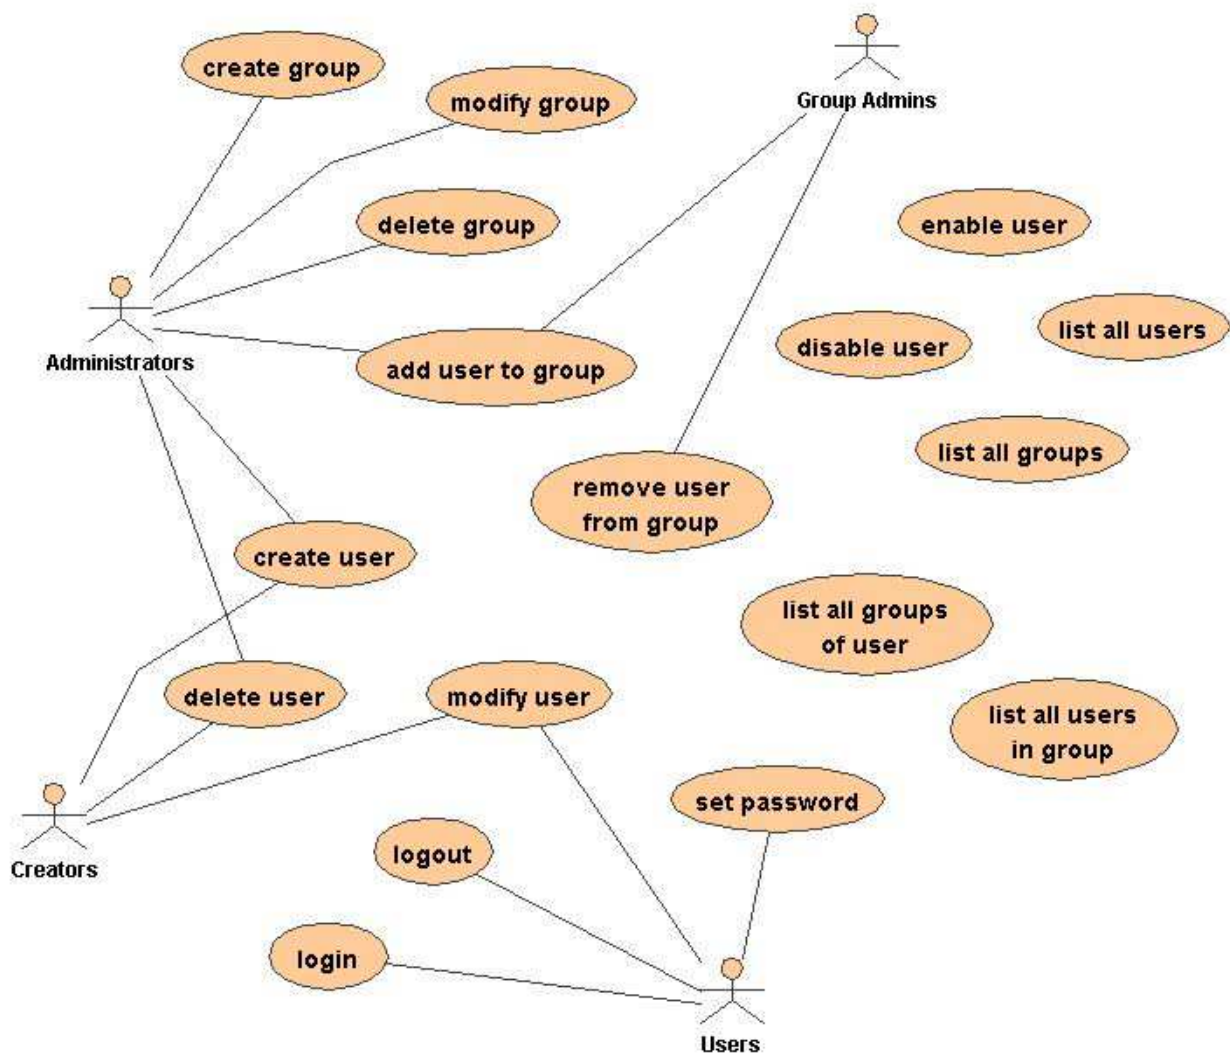 create group
modify group
Group Admins
delete group
enable user
Administrators
add user to group
disable user
list all users
list all groups
remove user
from group
create user
list all groups
of user
delete user
modify user
list all users
in group
set password
Creators
logout
login
Users